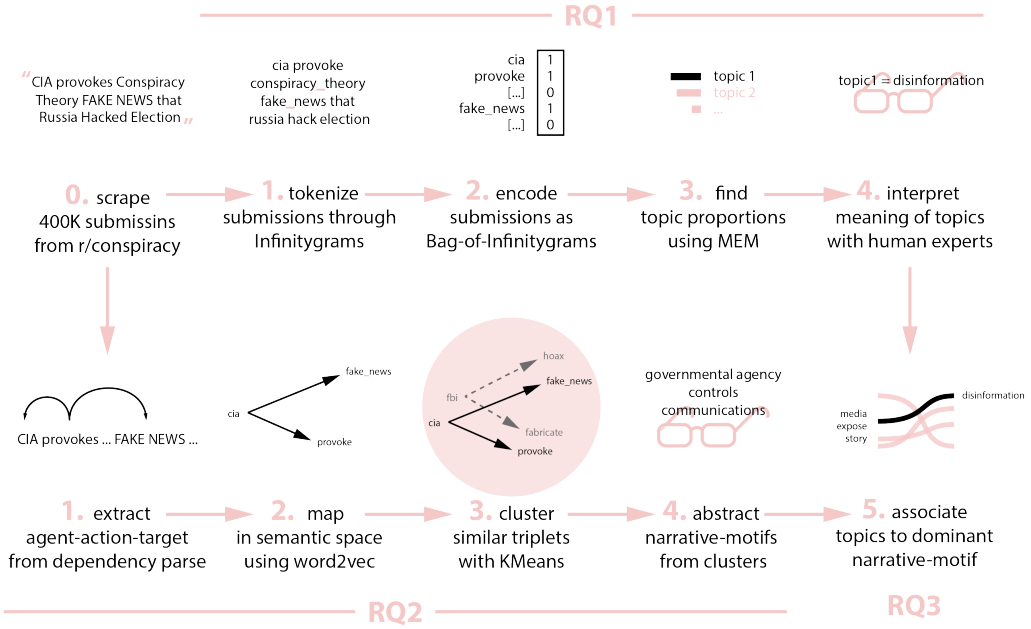 RQ1
“CIA provokes Conspiracy
Theory FAKE NEWS that
Russia Hacked Election„
cia provoke
conspiracy_theory
fake_news that
russia hack election
cia 1
provoke 1
[...] 0
fake_news 1
[...] 0
topic 1
topic 2
...
topic1 = disinformation
0. scrape
400K submissins
from r/conspiracy
1. tokenize
submissions through
Infinitygrams
2. encode
submissions as
Bag-of-Infinitygrams
3. find
topic proportions
using MEM
4. interpret
meaning of topics
with human experts
CIA provokes ... FAKE NEWS ...
cia
fake_news
provoke
hoax
fake_news
fbi
cia
fabricate
provoke
governmental agency
controls
communications
media
expose
story
disinformation
1. extract
agent-action-target
from dependency parse
2. map
in semantic space
using word2vec
3. cluster
similar triplets
with KMeans
4. abstract
narrative-motifs
from clusters
5. associate
topics to dominant
narrative-motif
RQ2
RQ3